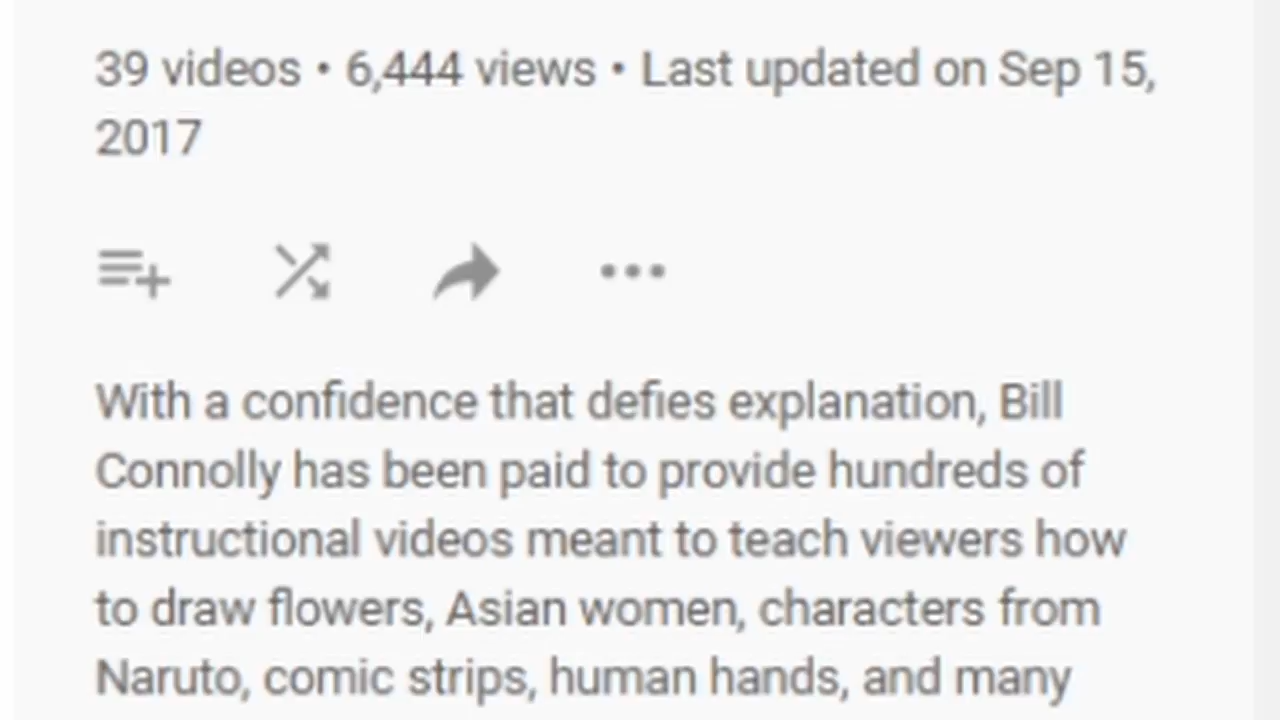 39 videos • 6,444 views • Last updated on Sep 15,
2017
With a confidence that defies explanation, Bill
Connolly has been paid to provide hundreds of
instructional videos meant to teach viewers how
to draw flowers, Asian women, characters from
Naruto, comic strips, human hands, and many